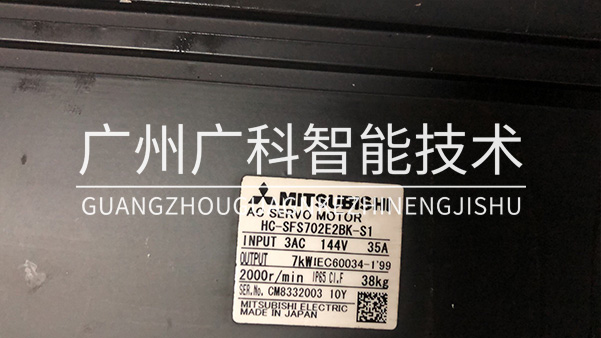 广州广科智能技术
GUANGZHOUG ZHINENGJISHU
MITSUBISHI
AC SERVO MOTOR
HC-SFS702E2BK-S1
INPUT 3AC 144V 35A
OUTPUT 7kW IEC60034-1'99
2000r/min IP65 Cl.F 38kg
SER.No. CM8332003 10Y
MITSUBISHI ELECTRIC
MADE IN JAPAN